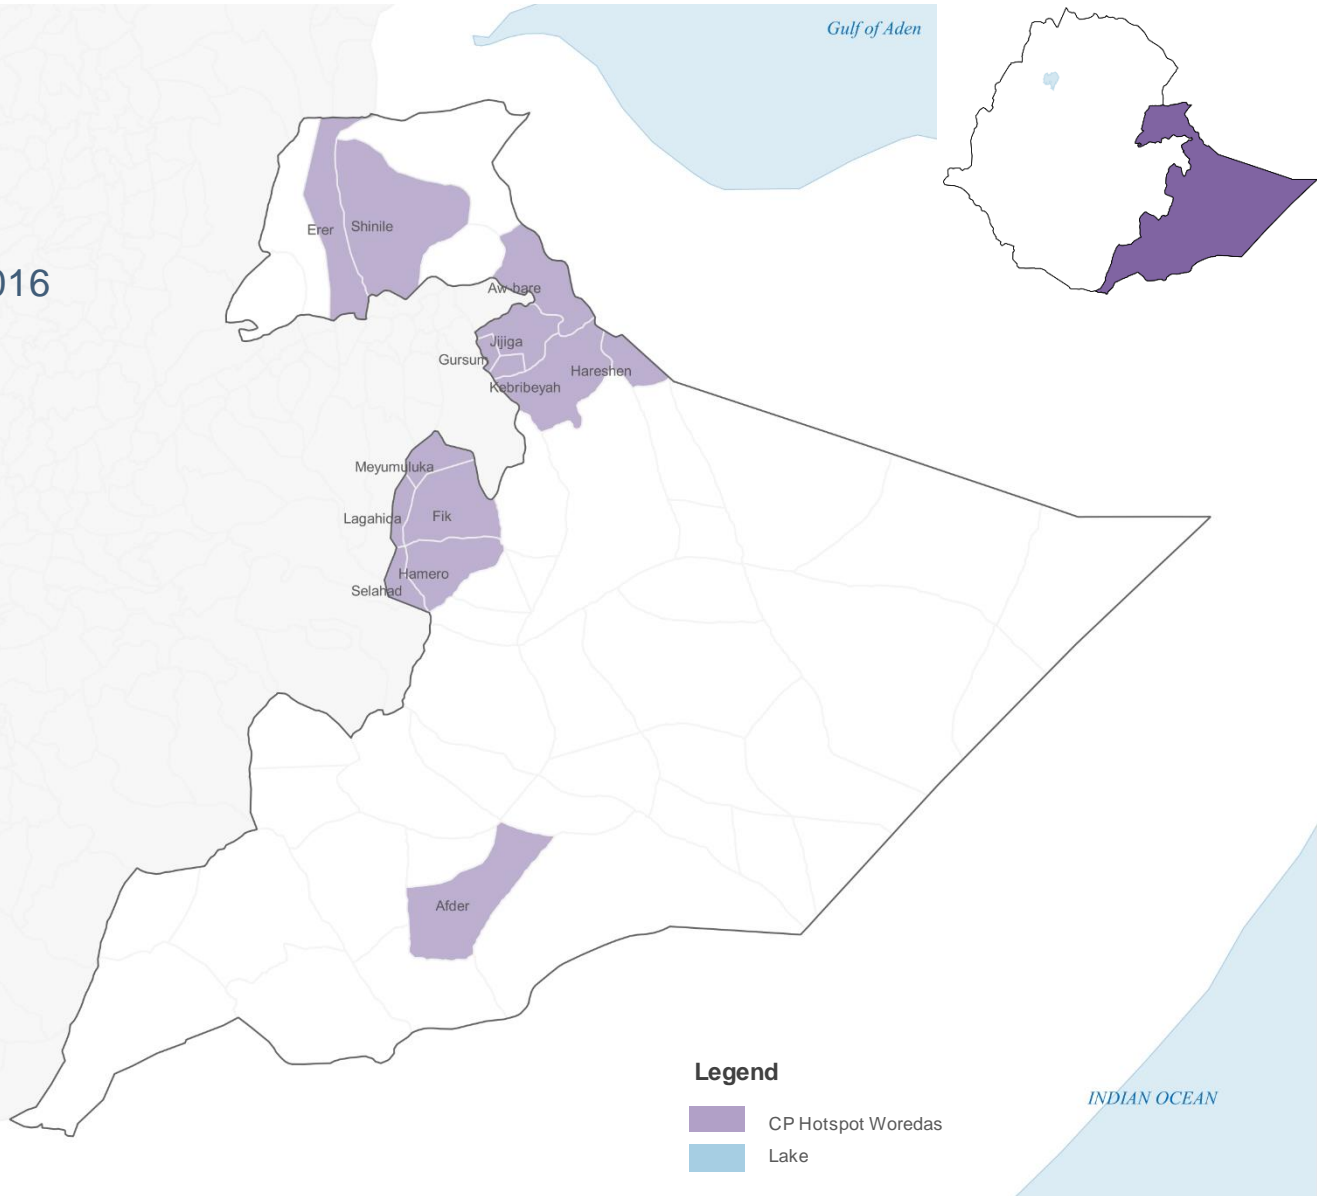 Gulf of Aden
Erer
Shinile
016
Aw-bare
Jijiga
Gursum
Hareshen
Kebribeyah
Meyumuluka
Lagahida
Fik
Hamero
Selahad
Afder
Legend
CP Hotspot Woredas
Lake
INDIAN OCEAN